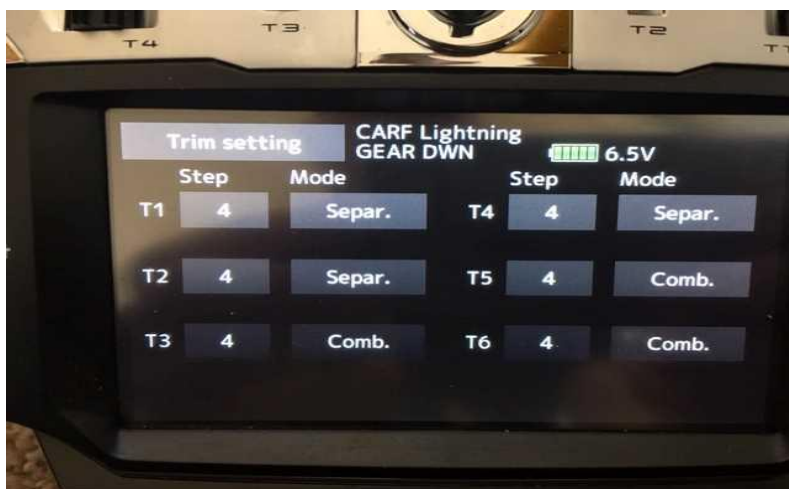 T4 T3 T2
Trim setting CARF Lightning
GEAR DWN 6.5V
Step Mode Step Mode
T1 4 Separ. T4 4 Separ.
T2 4 Separ. T5 4 Comb.
T3 4 Comb. T6 4 Comb.